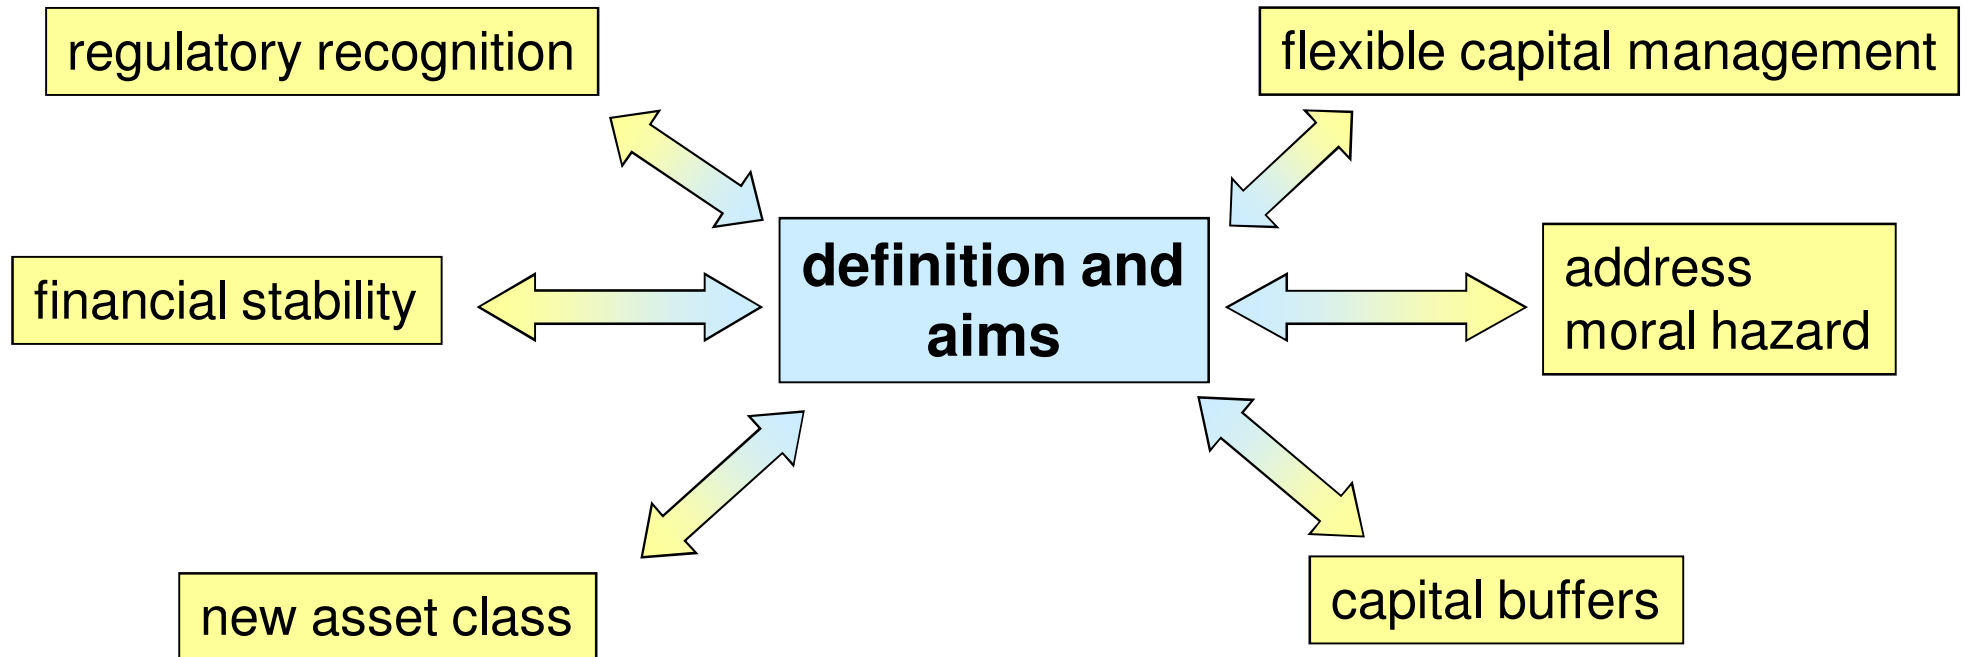 regulatory recognition
flexible capital management
financial stability
definition and
aims
address
moral hazard
new asset class
capital buffers